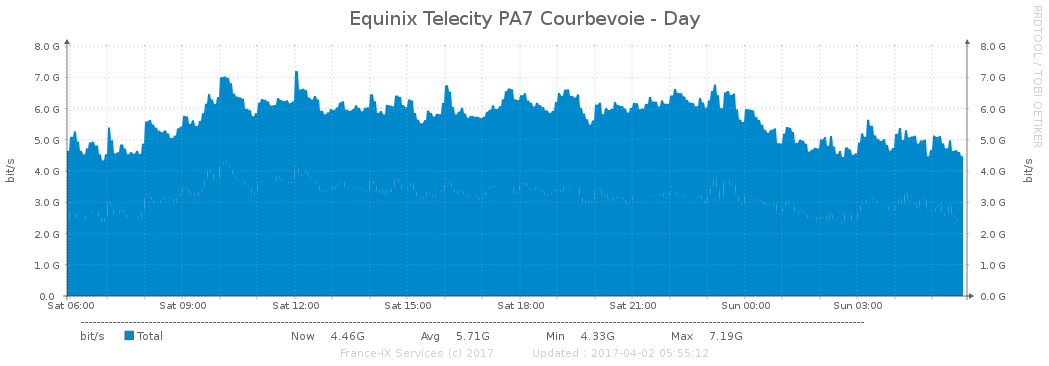 Equinix Telecity PA7 Courbevoie - Day
RRDTOOL / TOBI OETIKER
8.0 G 8.0 G
7.0 G 7.0 G
6.0 G 6.0 G
5.0 G 5.0 G
4.0 G 4.0 G
3.0 G 3.0 G
2.0 G 2.0 G
1.0 G 1.0 G
0.0 0.0 G
bit/s
bit/s
Sat 06:00 Sat 09:00 Sat 12:00 Sat 15:00 Sat 18:00 Sat 21:00 Sun 00:00 Sun 03:00
bit/s Total Now 4.46G Avg 5.71G Min 4.33G Max 7.19G
France-IX Services (c) 2017 Updated : 2017-04-02 05:55:12